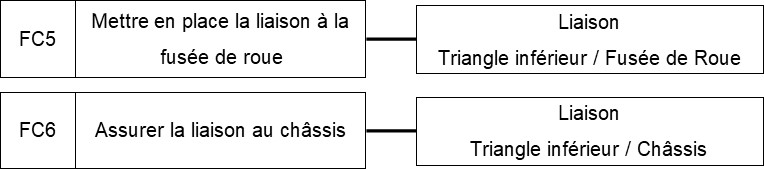 FC5
Mettre en place la liaison à la
fusée de roue
Liaison
Triangle inférieur / Fusée de Roue
FC6
Assurer la liaison au châssis
Liaison
Triangle inférieur / Châssis